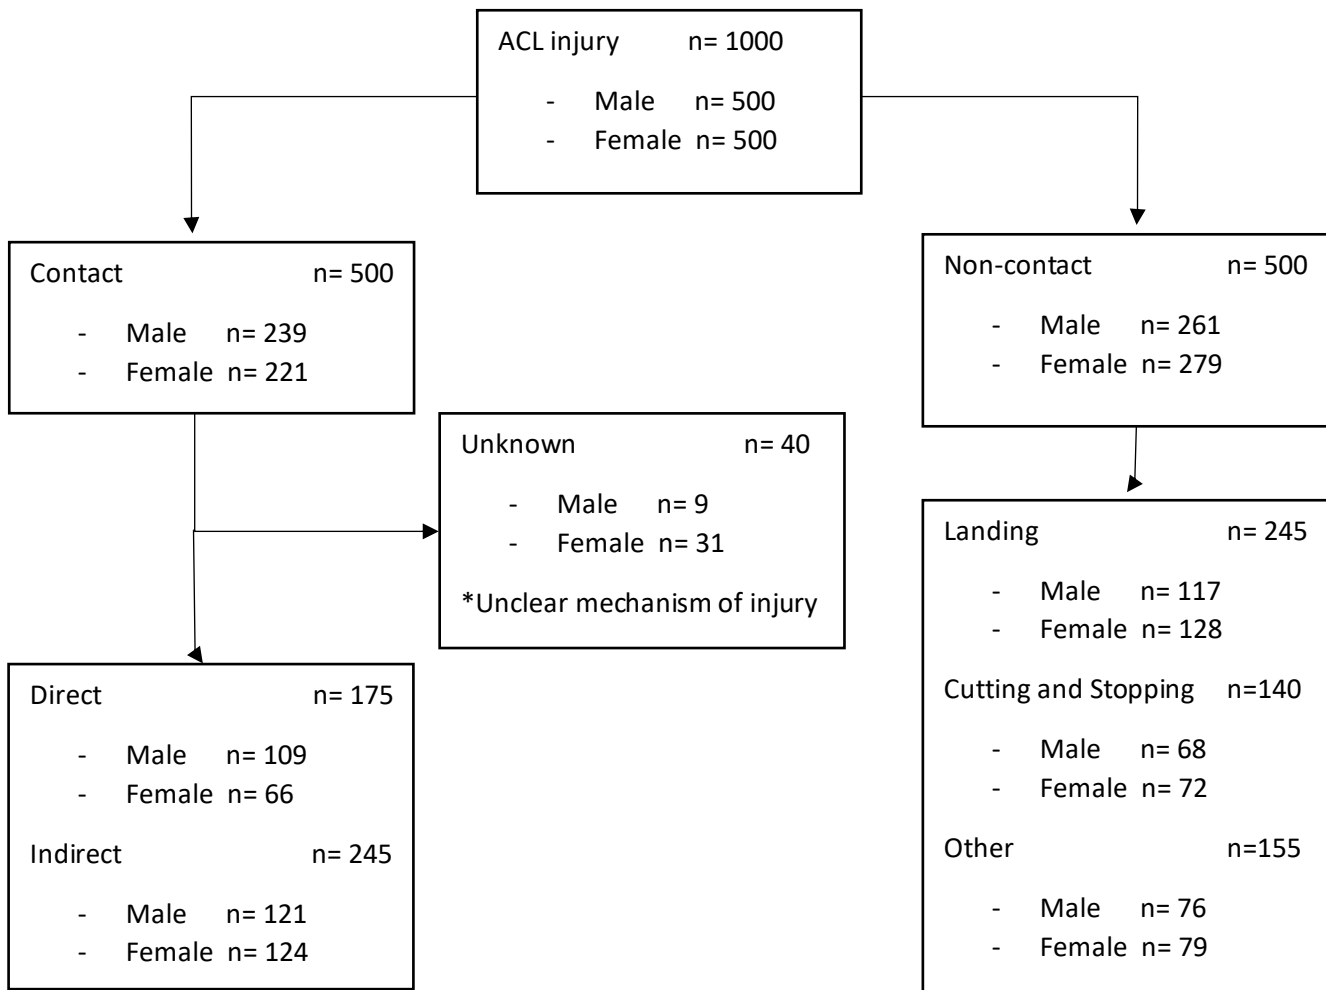 ACL injury n= 1000
- Male n= 500
- Female n= 500
Contact n= 500
- Male n= 239
- Female n= 221
Non-contact n= 500
- Male n= 261
- Female n= 279
Unknown n= 40
- Male n= 9
- Female n= 31
*Unclear mechanism of injury
Direct n= 175
- Male n= 109
- Female n= 66
Indirect n= 245
- Male n= 121
- Female n= 124
Landing n= 245
- Male n= 117
- Female n= 128
Cutting and Stopping n=140
- Male n= 68
- Female n= 72
Other n=155
- Male n= 76
- Female n= 79